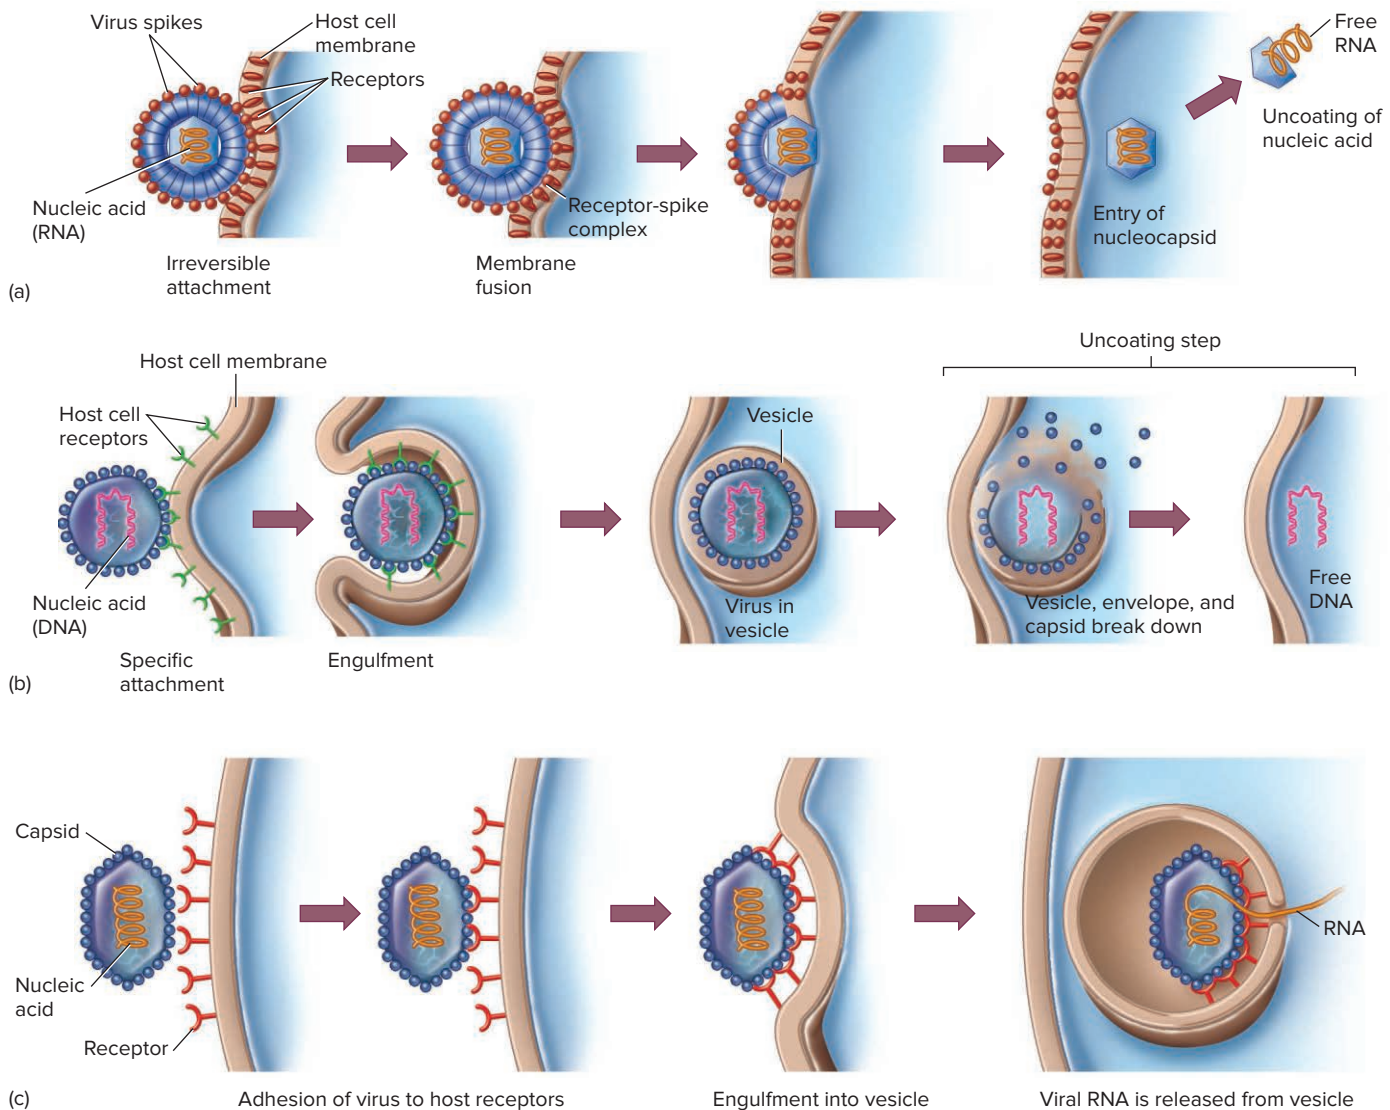 Virus spikes
Host cell
membrane
Receptors
Nucleic acid
(RNA)
Irreversible
attachment
Receptor-spike
complex
Membrane
fusion
Entry of
nucleocapsid
Free
RNA
Uncoating of
nucleic acid
(a)
Host cell membrane
Host cell
receptors
Nucleic acid
(DNA)
Specific
attachment
Engulfment
Vesicle
Virus in
vesicle
Uncoating step
Vesicle, envelope, and
capsid break down
Free
DNA
(b)
Capsid
Nucleic
acid
Receptor
RNA
(c)
Adhesion of virus to host receptors
Engulfment into vesicle
Viral RNA is released from vesicle